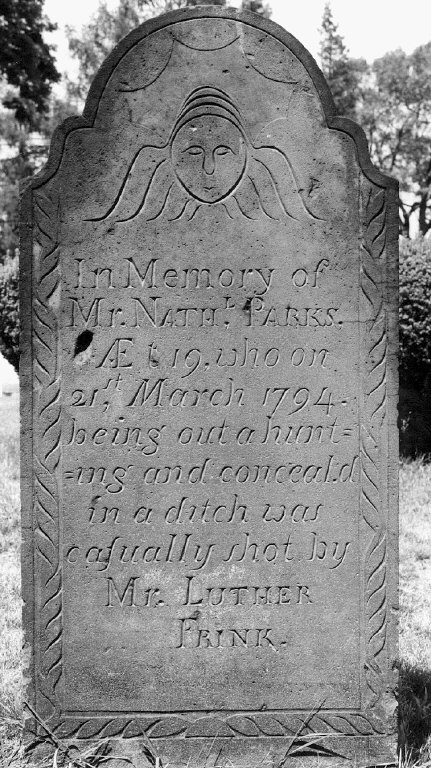 In Memory of
Mr. NATHl. PARKS.
Æt 19. who on
21st March 1794.
being out a hunt=
=ing and conceal.d
in a ditch was
caſually ſhot by
Mr. LUTHER
FRINK.